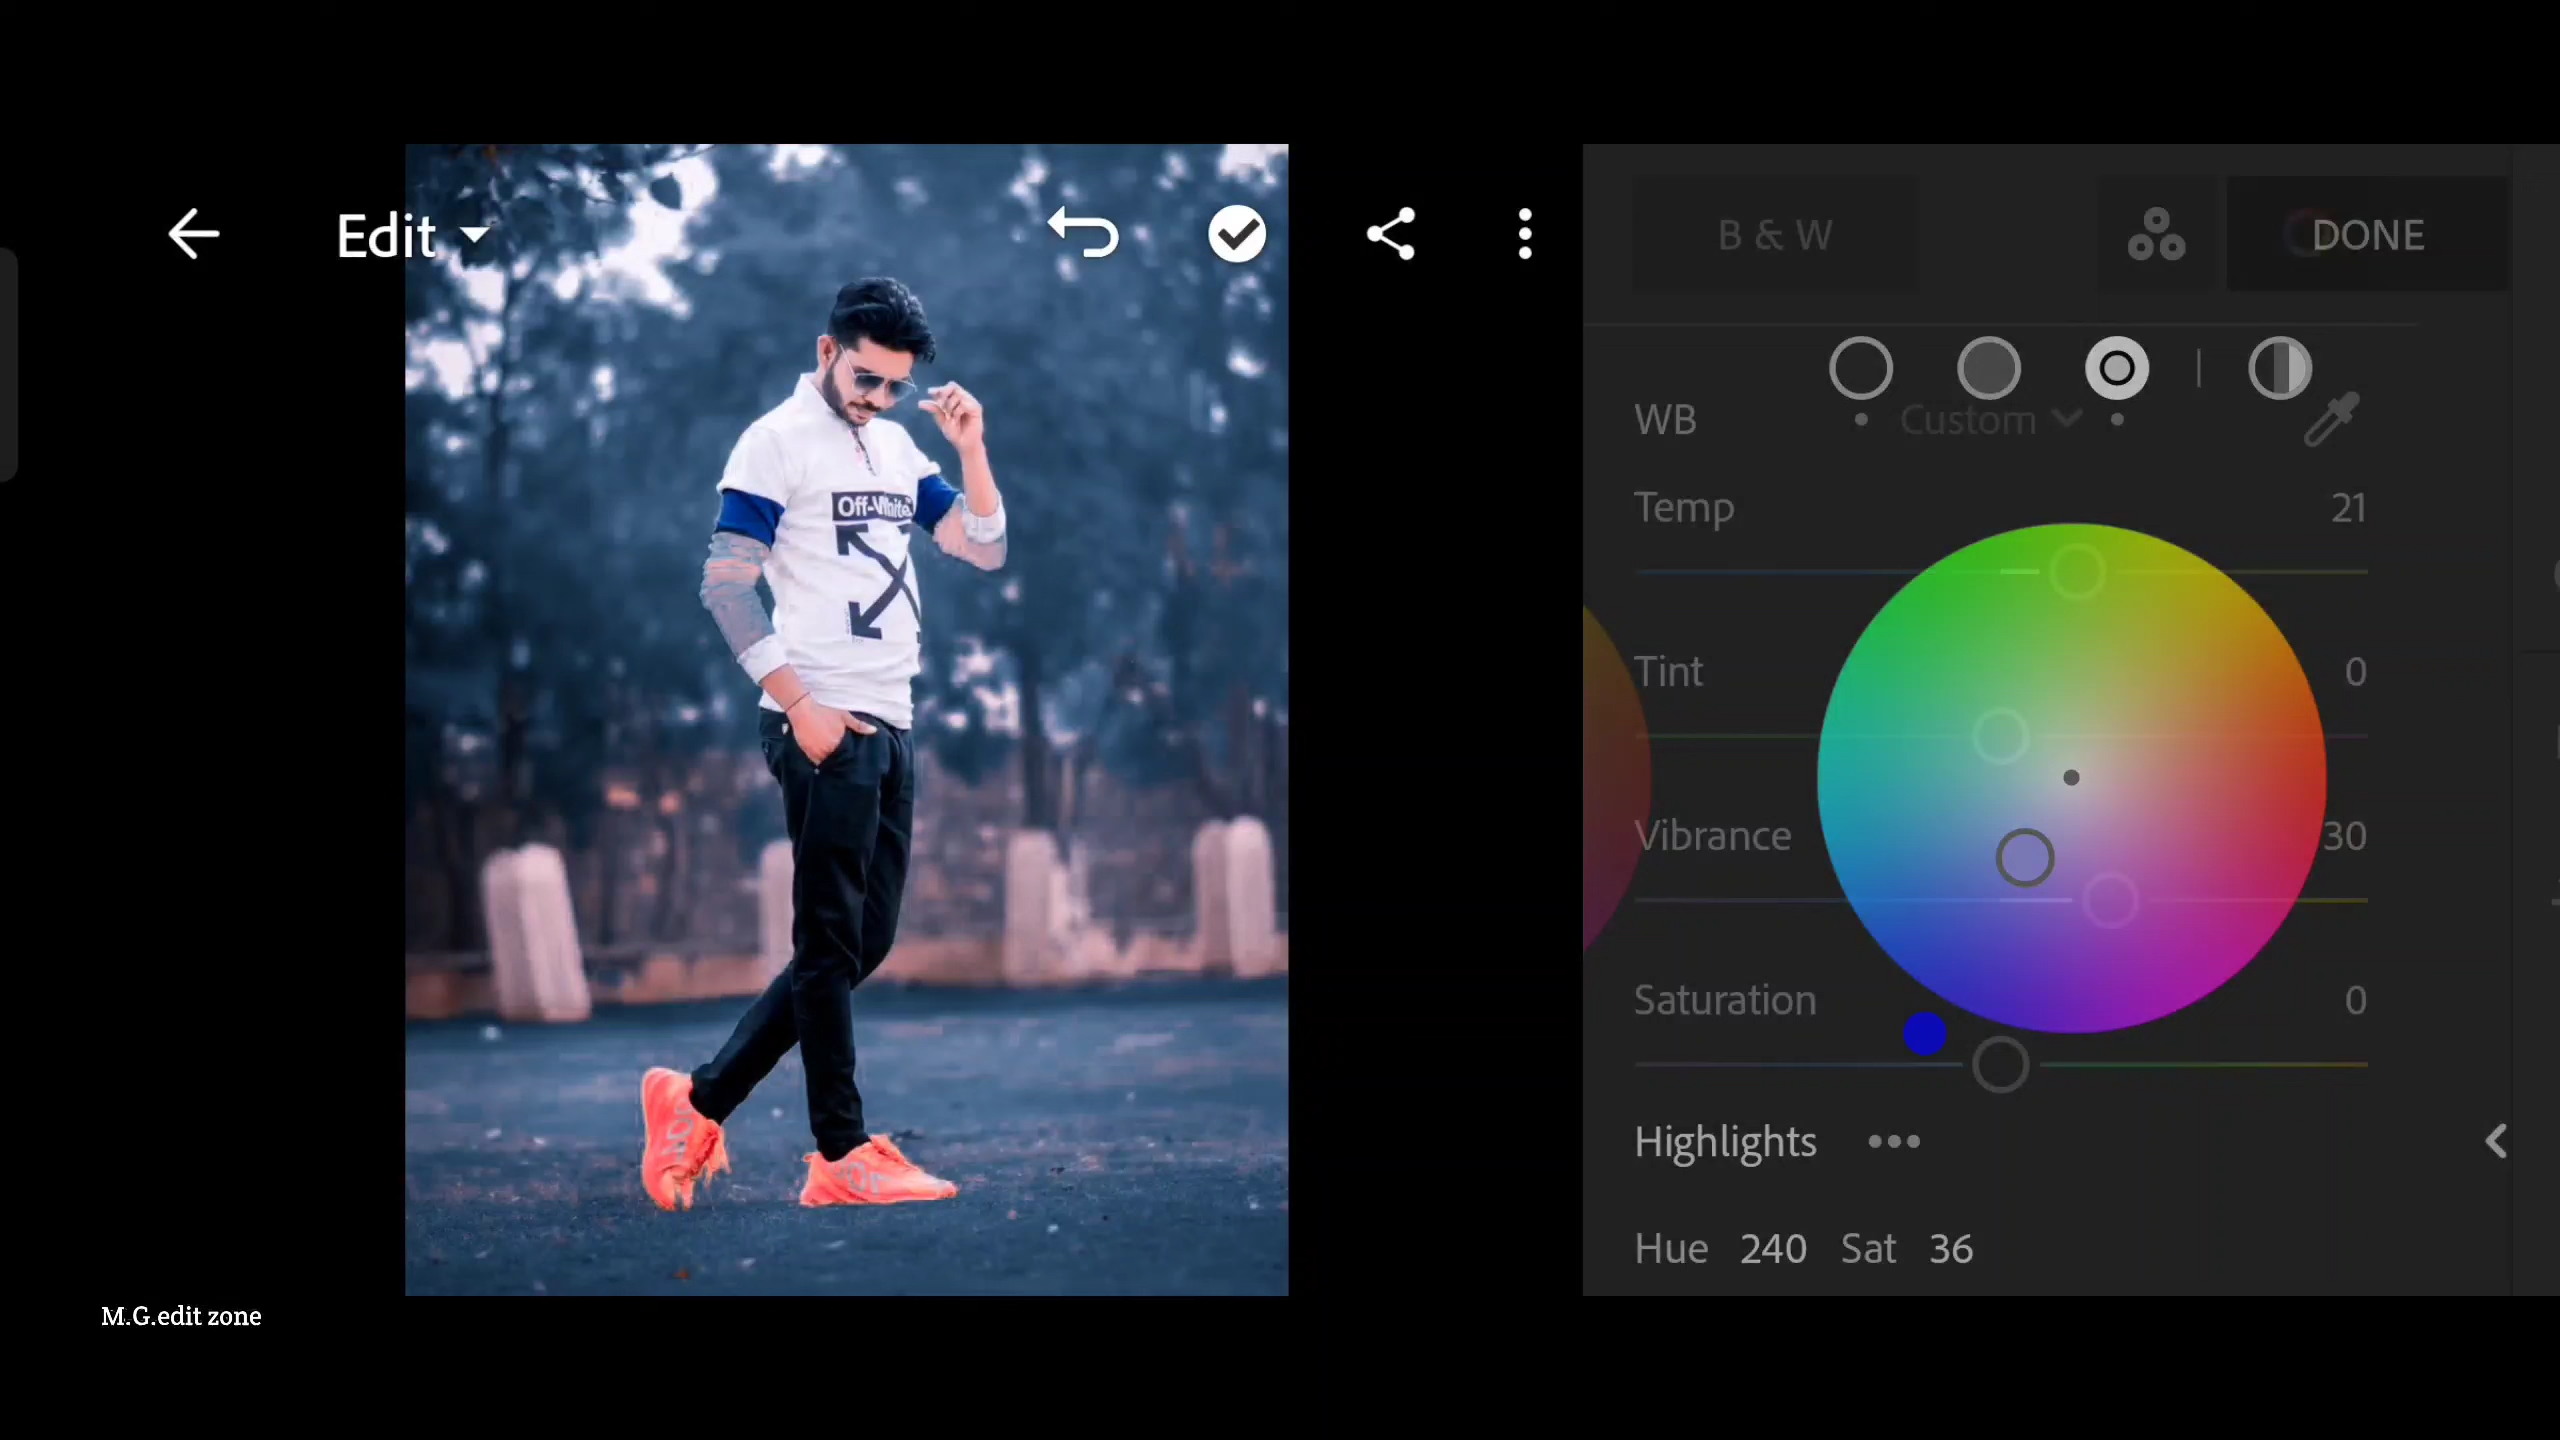 Edit
B & W
DONE
WB
Custom
Temp
21
Tint
0
Vibrance
30
Saturation
0
Highlights
Hue 240 Sat 36
Off-White
M.G.edit zone